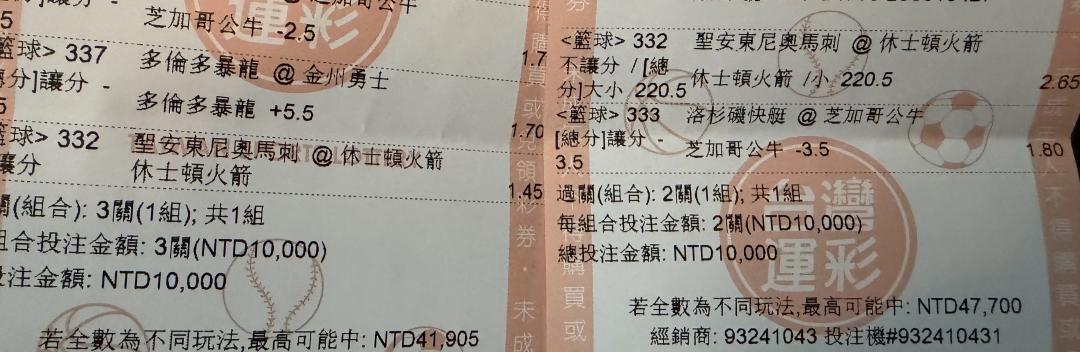 芝加哥公牛 -2.5
籃球> 337 多倫多暴龍 @ 金州勇士 1.7
分]讓分 -
多倫多暴龍 +5.5
1.70
球> 332 聖安東尼奧馬刺 @ 休士頓火箭
讓分 休士頓火箭
1.45
(組合): 3關(1組); 共1組
組合投注金額: 3關(NTD10,000)
注金額: NTD10,000
若全數為不同玩法,最高可能中: NTD41,905
<籃球> 332 聖安東尼奧馬刺 @ 休士頓火箭
不讓分 /[總分]大小 220.5 休士頓火箭 /小 220.5 2.65
<籃球> 333 洛杉磯快艇 @ 芝加哥公牛
[總分]讓分 - 3.5 芝加哥公牛 -3.5 1.80
過關(組合): 2關(1組); 共1組
每組合投注金額: 2關(NTD10,000)
總投注金額: NTD10,000
台灣運彩
若全數為不同玩法,最高可能中: NTD47,700
經銷商: 93241043 投注機#932410431